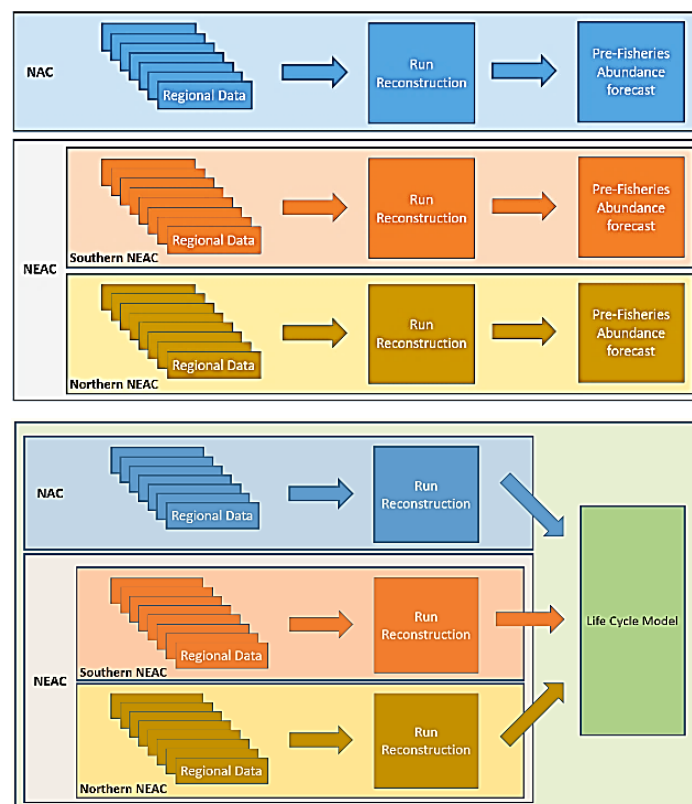 NAC
Regional Data
Run
Reconstruction
Pre-Fisheries
Abundance
forecast
NEAC
Regional Data
Southern NEAC
Run
Reconstruction
Pre-Fisheries
Abundance
forecast
Regional Data
Northern NEAC
Run
Reconstruction
Pre-Fisheries
Abundance
forecast
NAC
Regional Data
Run
Reconstruction
Life Cycle Model
NEAC
Regional Data
Southern NEAC
Run
Reconstruction
Regional Data
Northern NEAC
Run
Reconstruction